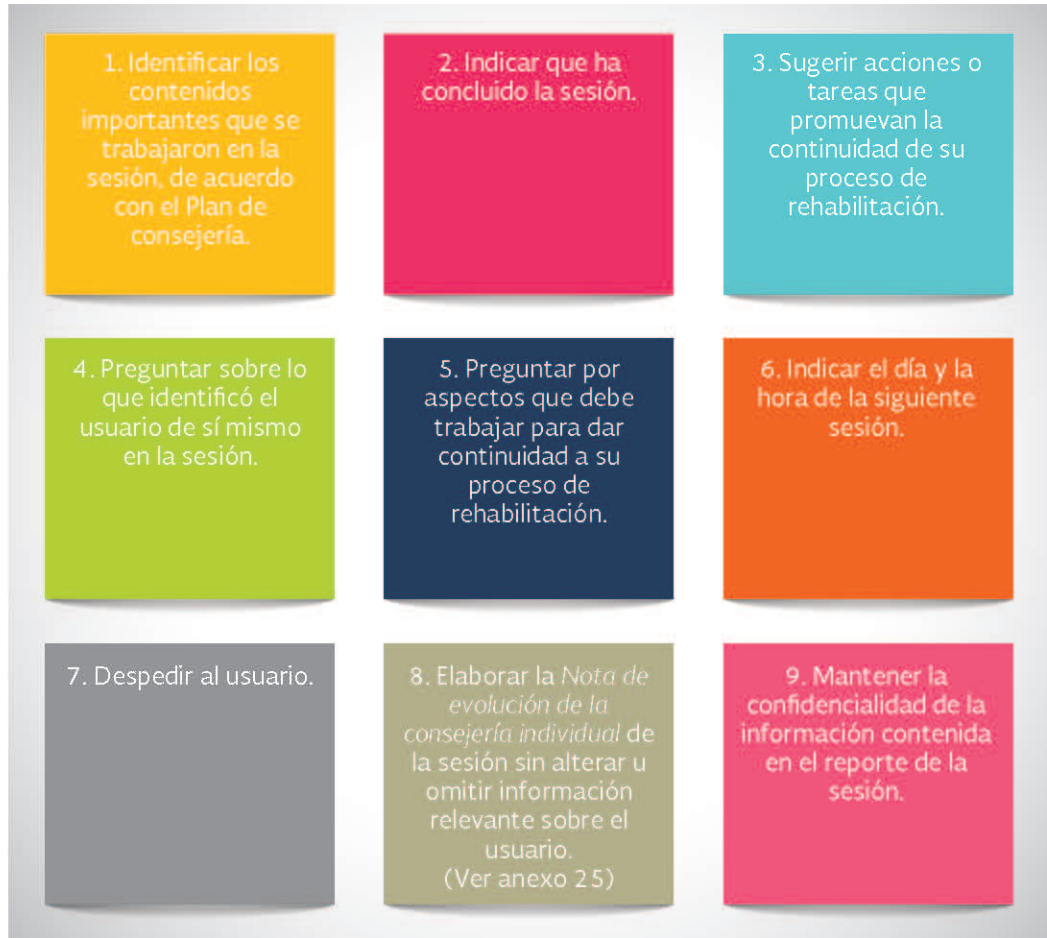 1. Identificar los
contenidos
importantes que se
trabajaron en la
sesión, de acuerdo
con el Plan de
consejería.
2. Indicar que ha
concluido la sesión.
3. Sugerir acciones o
tareas que
promuevan la
continuidad de su
proceso de
rehabilitación.
4. Preguntar sobre lo
que identificó el
usuario de sí mismo
en la sesión.
5. Preguntar por
aspectos que debe
trabajar para dar
continuidad a su
proceso de
rehabilitación.
6. Indicar el día y la
hora de la siguiente
sesión.
7. Despedir al usuario.
8. Elaborar la Nota de
evolución de la
consejería individual de
la sesión sin alterar u
omitir información
relevante sobre el
usuario.
(Ver anexo 25)
9. Mantener la
confidencialidad de la
información contenida
en el reporte de la
sesión.